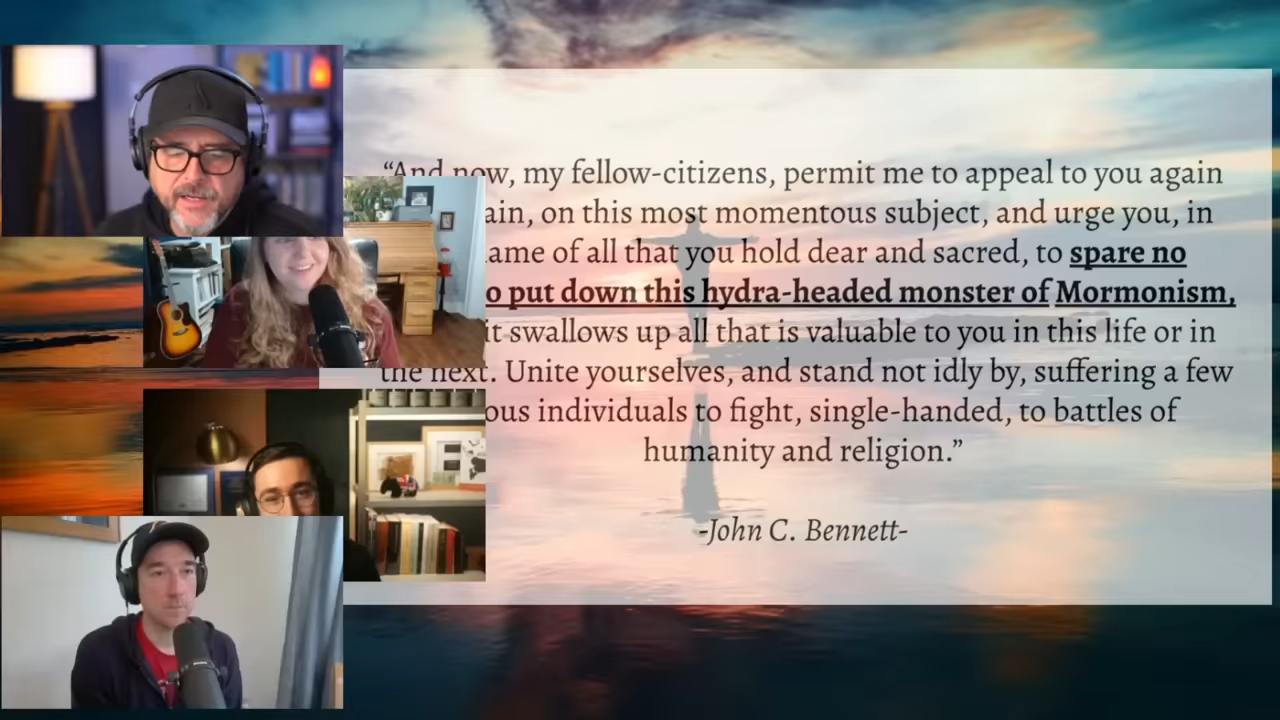 “And now, my fellow-citizens, permit me to appeal to you again
on this most momentous subject, and urge you, in
of all that you hold dear and sacred, to spare no
put down this hydra-headed monster of Mormonism,
it swallows up all that is valuable to you in this life or in
the next. Unite yourselves, and stand not idly by, suffering a few
individuals to fight, single-handed, to battles of
humanity and religion.”
-John C. Bennett-